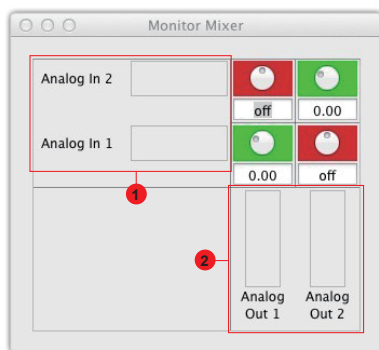 Monitor Mixer
Analog In 2
off 0.00
Analog In 1
0.00 off
1
2
Analog Out 1
Analog Out 2